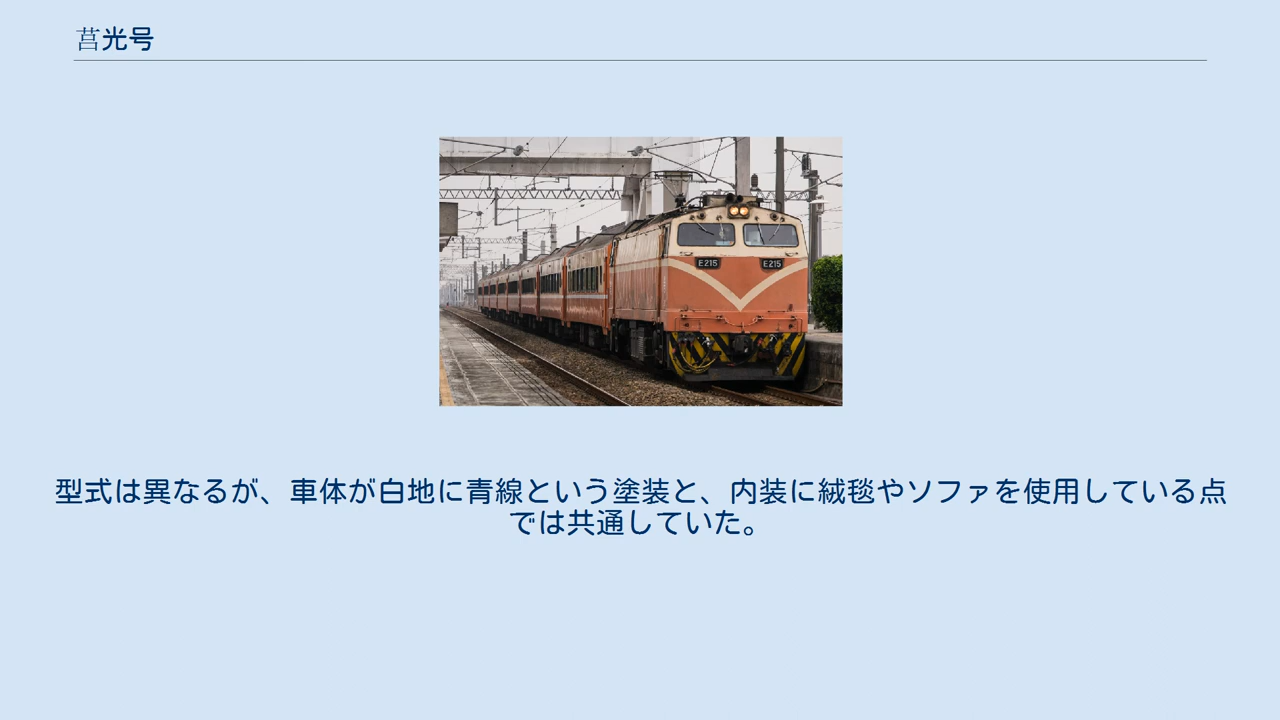 莒光号
E215
E215
型式は異なるが、車体が白地に青線という塗装と、内装に絨毯やソファを使用している点
では共通していた。